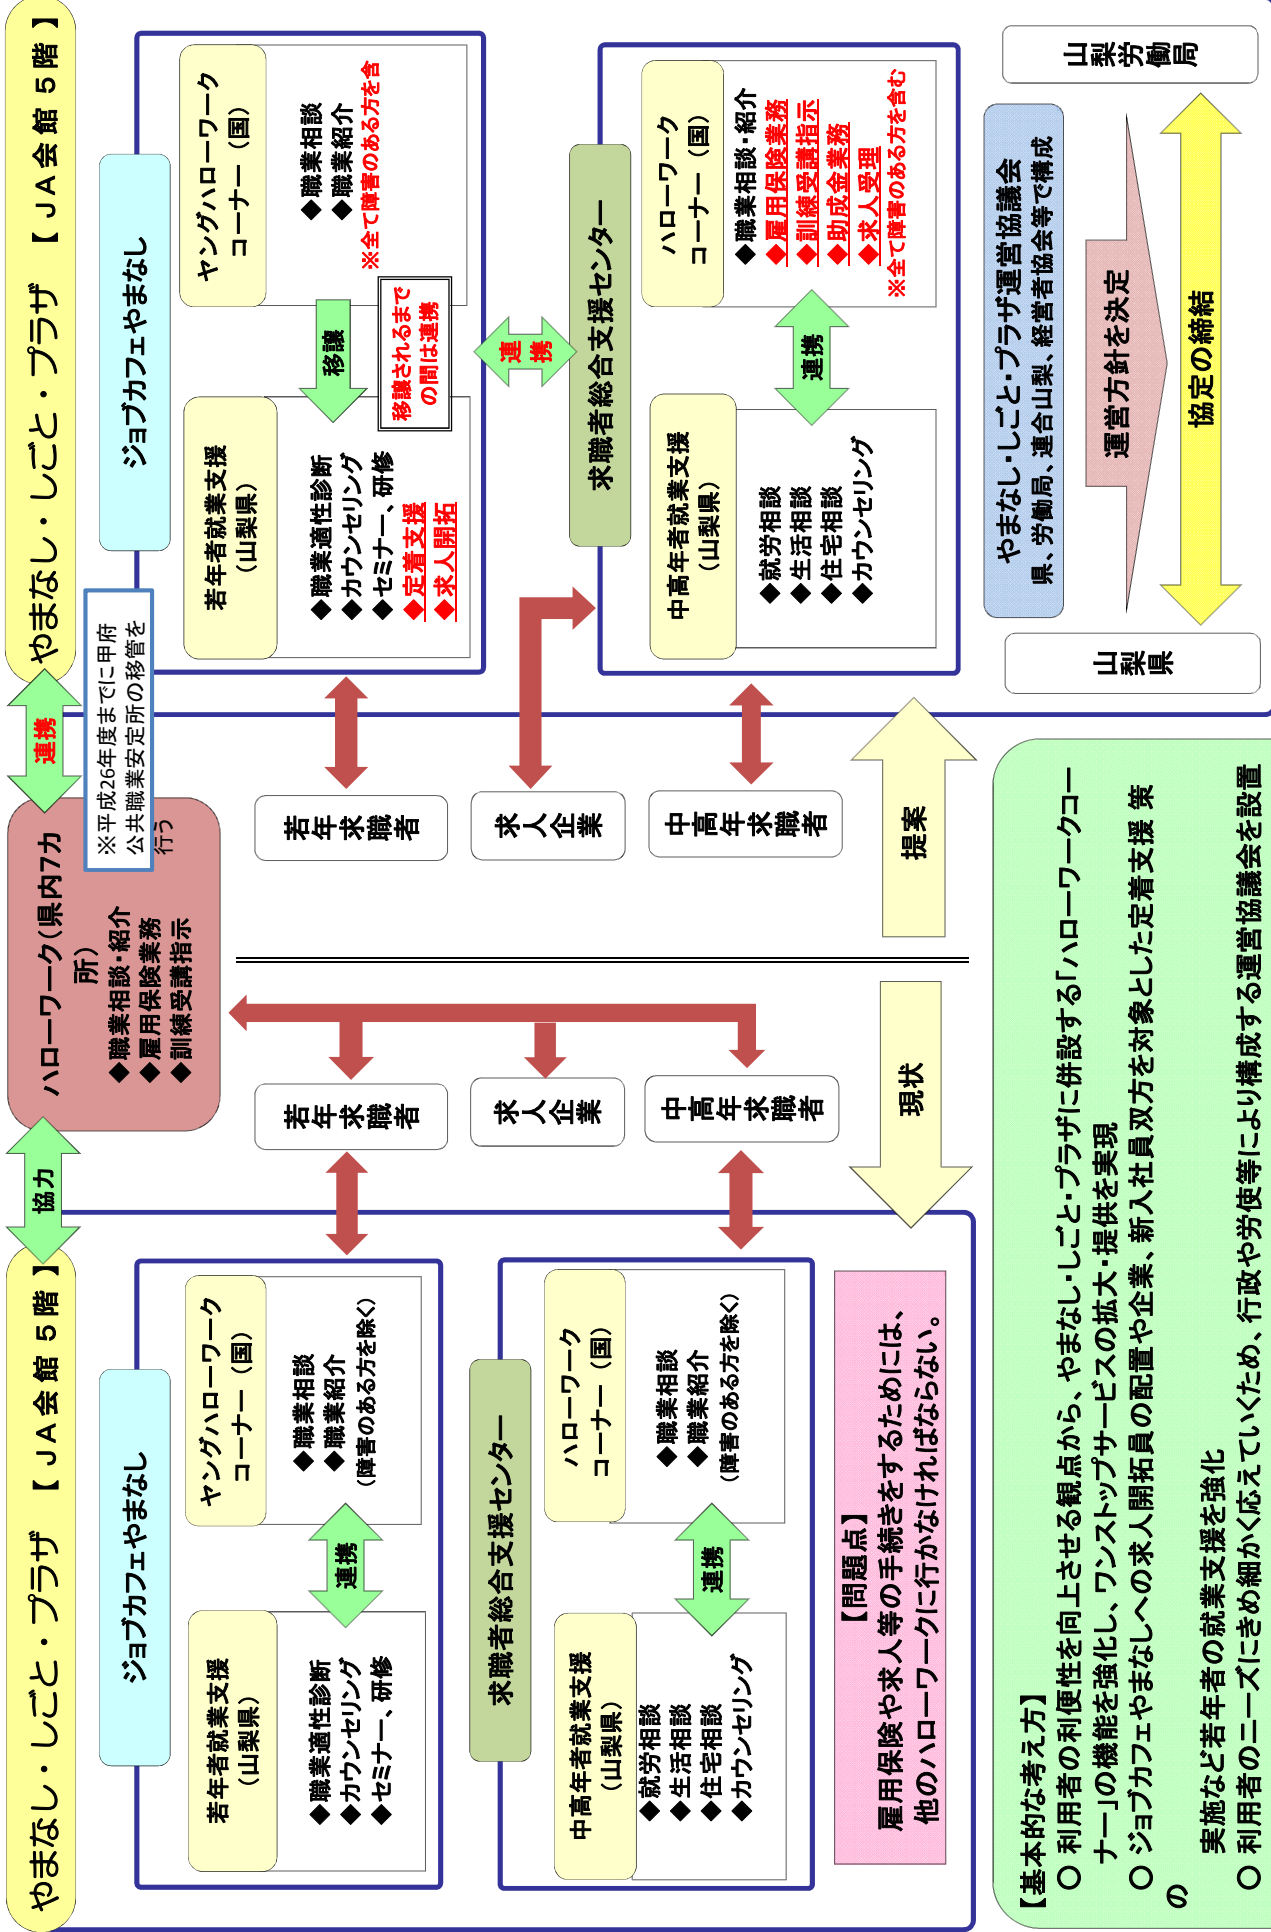 やまなし・しごと・プラザ 【 ＪＡ会館５階 】
ジョブカフェやまなし
若年者就業支援
（山梨県）
◆職業適性診断
◆カウンセリング
◆セミナー、研修
連携
ヤングハローワーク
コーナー（国）
◆職業相談
◆職業紹介
（障害のある方を除く）
求職者総合支援センター
中高年者就業支援
（山梨県）
◆就労相談
◆生活相談
◆住宅相談
◆カウンセリング
連携
ハローワーク
コーナー（国）
◆職業相談
◆職業紹介
（障害のある方を除く）
【問題点】
雇用保険や求人等の手続きをするためには、
他のハローワークに行かなければならない。
協力
ハローワーク（県内7カ
所）
◆職業相談・紹介
◆雇用保険業務
◆訓練受講指示
若年求職者
求人企業
中高年求職者
現状
連携
※平成26年度までに甲府
公共職業安定所の移管を
行う
若年求職者
求人企業
中高年求職者
提案
やまなし・しごと・プラザ 【 ＪＡ会館５階 】
ジョブカフェやまなし
若年者就業支援
（山梨県）
◆職業適性診断
◆カウンセリング
◆セミナー、研修
◆定着支援
◆求人開拓
移譲
移譲されるまで
の間は連携
ヤングハローワーク
コーナー（国）
◆職業相談
◆職業紹介
※全て障害のある方を含
連携
求職者総合支援センター
中高年者就業支援
（山梨県）
◆就労相談
◆生活相談
◆住宅相談
◆カウンセリング
連携
ハローワーク
コーナー（国）
◆職業相談・紹介
◆雇用保険業務
◆訓練受講指示
◆助成金業務
◆求人受理
※全て障害のある方を含む
やまなし・しごと・プラザ運営協議会
県、労働局、連合山梨、経営者協会等で構成
運営方針を決定
山梨県
協定の締結
山梨労働局
【基本的な考え方】
○ 利用者の利便性を向上させる観点から、やまなし・しごと・プラザに併設する「ハローワークコー
ナー」の機能を強化し、ワンストップサービスの拡大・提供を実現
○ ジョブカフェやまなしへの求人開拓員の配置や企業、新入社員双方を対象とした定着支援 策
の
実施など若年者の就業支援を強化
○ 利用者のニーズにきめ細かく応えていくため、行政や労使等により構成する運営協議会を設置